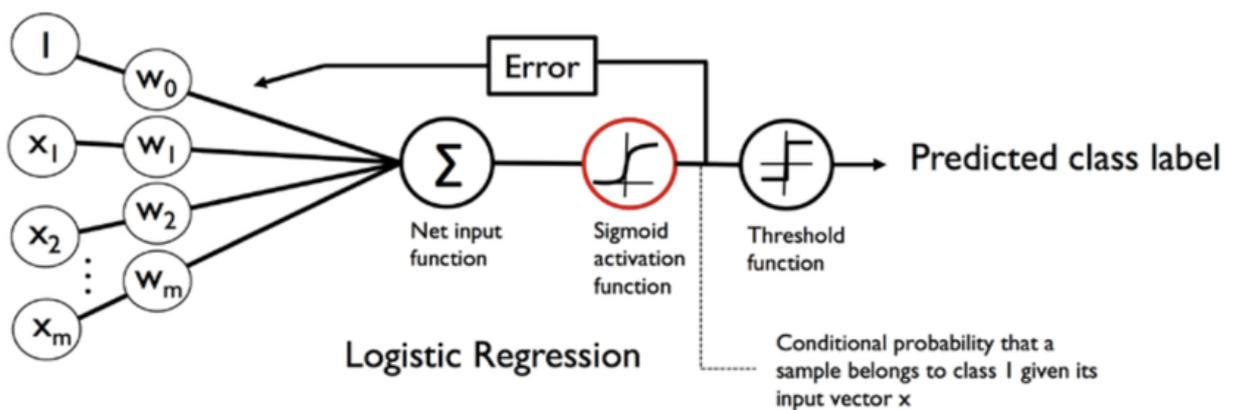 1
w0
Error
x1
w1
Σ
Predicted class label
x2
w2
Net input
function
Sigmoid
activation
function
Threshold
function
wm
xm
Logistic Regression
Conditional probability that a
sample belongs to class 1 given its
input vector x